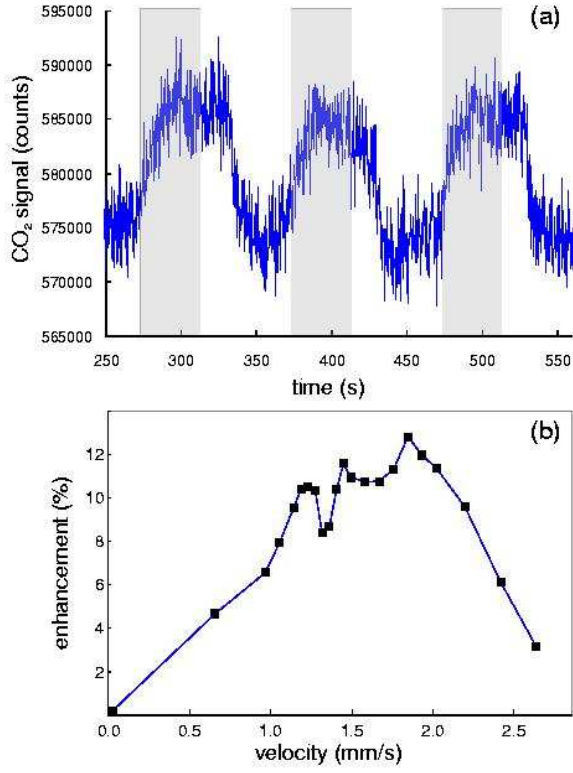 (a)
595000
590000
585000
580000
575000
570000
565000
CO₂ signal (counts)
250 300 350 400 450 500 550
time (s)
(b)
12
10
8
6
4
2
enhancement (%)
0.0 0.5 1.0 1.5 2.0 2.5
velocity (mm/s)